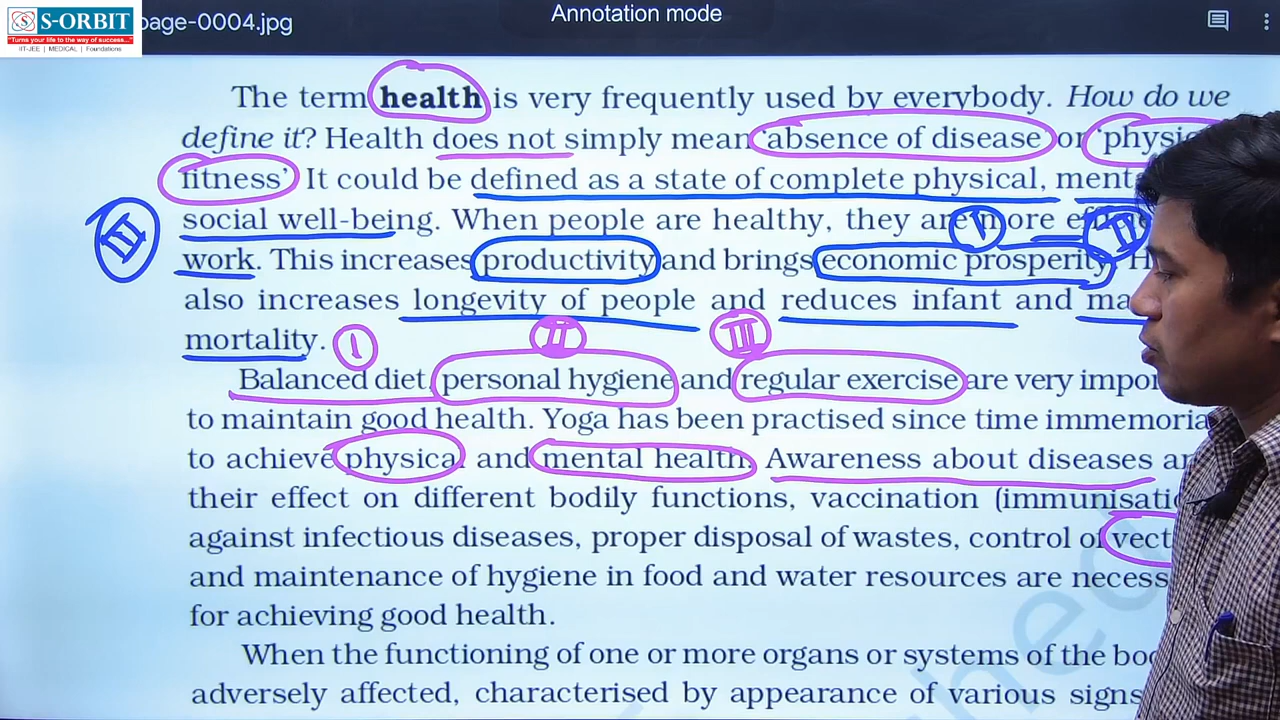 S-ORBIT
"Turns your life to the way of success..."
IIT-JEE | MEDICAL | Foundations
page-0004.jpg
Annotation mode
The term health is very frequently used by everybody. How do we
define it? Health does not simply mean 'absence of disease' or 'physic
fitness' It could be defined as a state of complete physical, ment
social well-being. When people are healthy, they are more
I
II
III
work. This increases productivity and brings economic prosperity
also increases longevity of people and reduces infant and ma
mortality.
I
II
III
Balanced diet, personal hygiene and regular exercise are very impor
to maintain good health. Yoga has been practised since time immemoria
to achieve physical and mental health. Awareness about diseases an
their effect on different bodily functions, vaccination (immunisatio
against infectious diseases, proper disposal of wastes, control of vect
and maintenance of hygiene in food and water resources are necess
for achieving good health.
When the functioning of one or more organs or systems of the bod
adversely affected, characterised by appearance of various signs